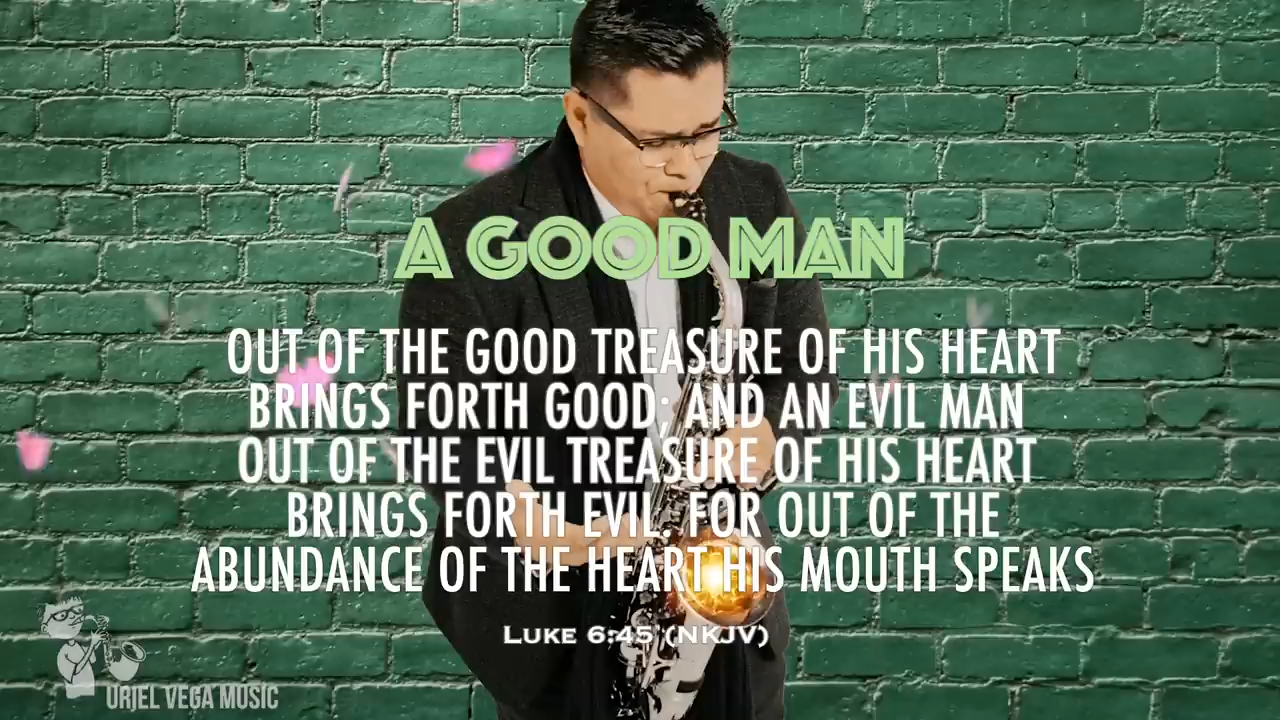 A GOOD MAN
OUT OF THE GOOD TREASURE OF HIS HEART
BRINGS FORTH GOOD; AND AN EVIL MAN
OUT OF THE EVIL TREASURE OF HIS HEART
BRINGS FORTH EVIL. FOR OUT OF THE
ABUNDANCE OF THE HEART HIS MOUTH SPEAKS
LUKE 6:45 (NKJV)
URIEL VEGA MUSIC